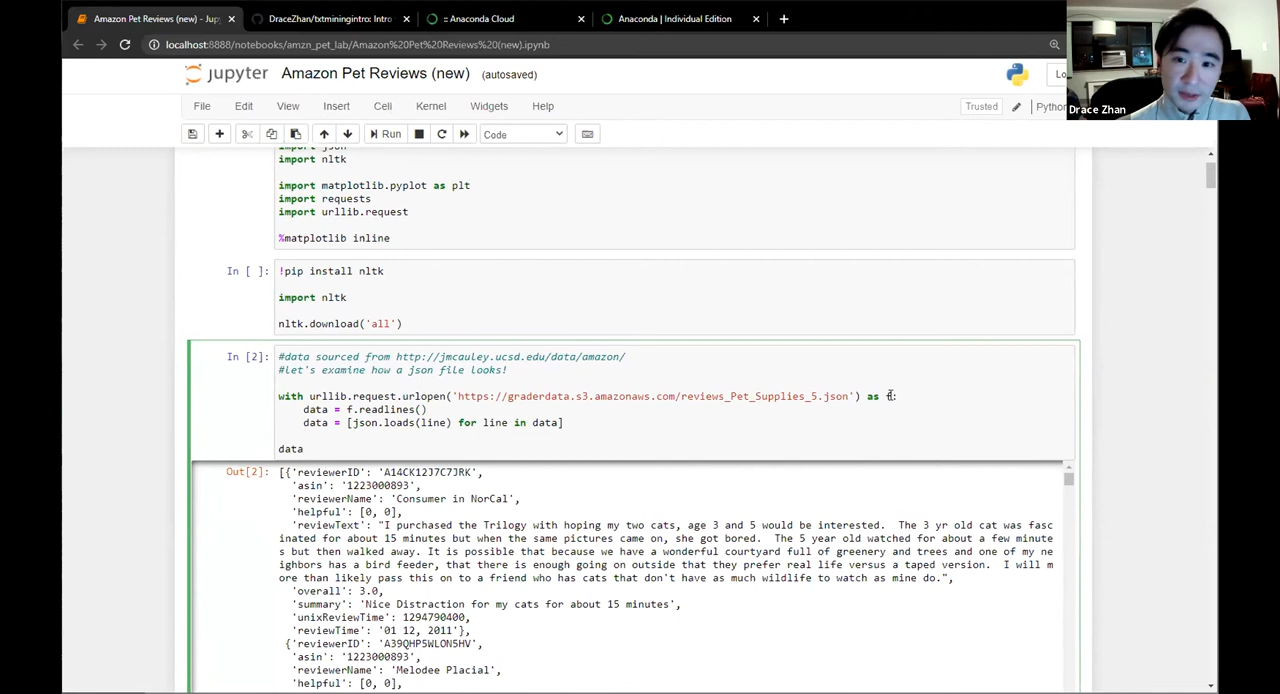 Amazon Pet Reviews (new) - Jup
DraceZhan/txtminingintro: Intro
:: Anaconda Cloud
Anaconda | Individual Edition
localhost:8888/notebooks/amzn_pet_lab/Amazon%20Pet%20Reviews%20(new).ipynb
jupyter Amazon Pet Reviews (new) (autosaved)
Drace Zhan
File Edit View Insert Cell Kernel Widgets Help
Trusted
Run
Code
import json
import nltk
import matplotlib.pyplot as plt
import requests
import urllib.request
%matplotlib inline
In [ ]: !pip install nltk
import nltk
nltk.download('all')
In [2]: #data sourced from http://jmcauley.ucsd.edu/data/amazon/
#let's examine how a json file looks!
with urllib.request.urlopen('https://graderdata.s3.amazonaws.com/reviews_Pet_Supplies_5.json') as f:
data = f.readlines()
data = [json.loads(line) for line in data]
data
Out[2]: [{'reviewerID': 'A14CK12J7C7JRK',
'asin': '1223000893',
'reviewerName': 'Consumer in NorCal',
'helpful': [0, 0],
'reviewText': "I purchased the Trilogy with hoping my two cats, age 3 and 5 would be interested.  The 3 yr old cat was fasc
inated for about 15 minutes but when the same pictures came on, she got bored.  The 5 year old watched for about a few minute
s but then walked away. It is possible that because we have a wonderful courtyard full of greenery and trees and one of my ne
ighbors has a bird feeder, that there is enough going on outside that they prefer real life versus a taped version.  I will m
ore than likely pass this on to a friend who has cats that don't have as much wildlife to watch as mine do.",
'overall': 3.0,
'summary': 'Nice Distraction for my cats for about 15 minutes',
'unixReviewTime': 1294790400,
'reviewTime': '01 12, 2011'},
{'reviewerID': 'A39QHP5WLON5HV',
'asin': '1223000893',
'reviewerName': 'Melodee Placial',
'helpful': [0, 0],